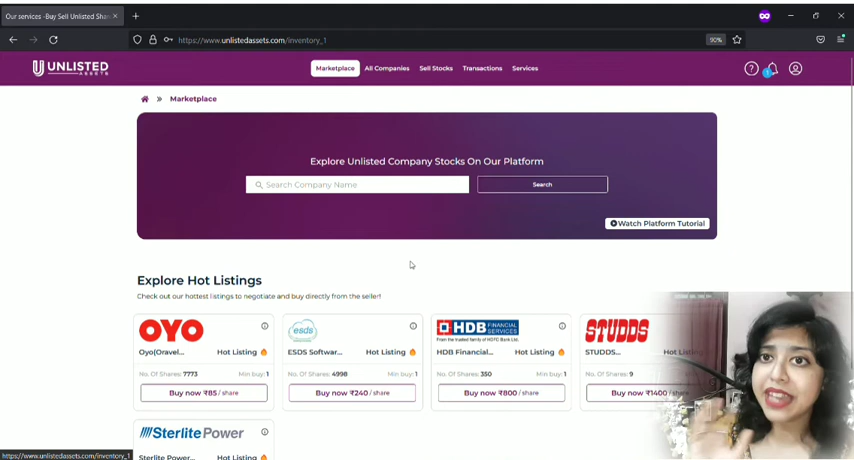 Our services -Buy Sell Unlisted Shar
https://www.unlistedassets.com/inventory_1
90%
UNLISTED
ASSETS
Marketplace All Companies Sell Stocks Transactions Services
? 1
» Marketplace
Explore Unlisted Company Stocks On Our Platform
Search Company Name Search
Watch Platform Tutorial
Explore Hot Listings
Check out our hottest listings to negotiate and buy directly from the seller!
OYO
Oyo(Oravel... Hot Listing
No. Of Shares: 7773 Min buy: 1
Buy now ₹85 / share
esds
ESDS Softwar... Hot Listing
No. Of Shares: 4998 Min buy: 1
Buy now ₹240 / share
HDB FINANCIAL SERVICES
From the trusted family of HDFC Bank Ltd.
HDB Financial... Hot Listing
No. Of Shares: 350 Min buy: 1
Buy now ₹800 / share
STUDDS
STUDDS... Hot Listing
No. Of Shares: 9
Buy now ₹1400 / share
Sterlite Power
Sterlite Power... Hot Listing
https://www.unlistedassets.com/inventory_1